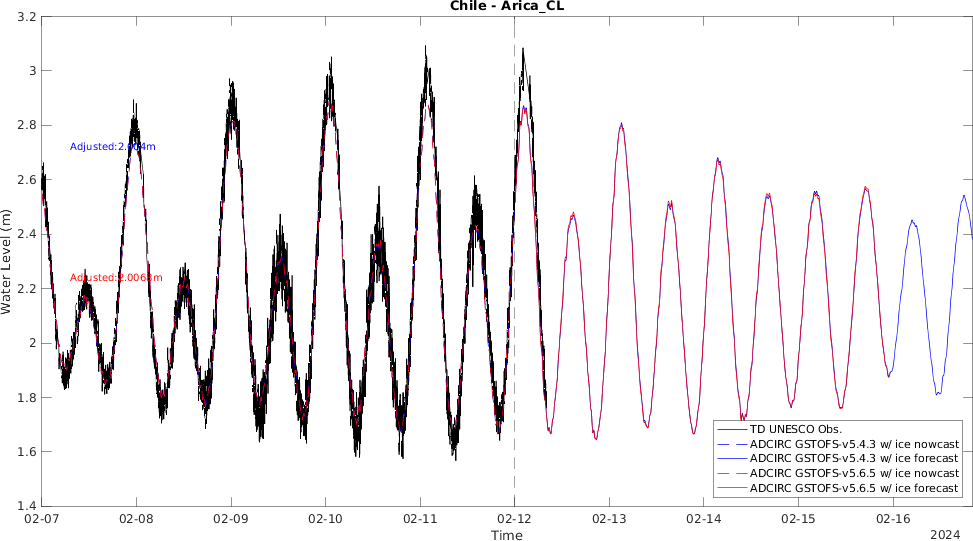 Chile - Arica_CL
3.2
3
2.8
2.6
2.4
2.2
2
1.8
1.6
1.4
Water Level (m)
Adjusted:2.004m
Adjusted:2.0063m
TD UNESCO Obs.
ADCIRC GSTOFS-v5.4.3 w/ ice nowcast
ADCIRC GSTOFS-v5.4.3 w/ ice forecast
ADCIRC GSTOFS-v5.6.5 w/ ice nowcast
ADCIRC GSTOFS-v5.6.5 w/ ice forecast
02-07 02-08 02-09 02-10 02-11 02-12 02-13 02-14 02-15 02-16
Time
2024